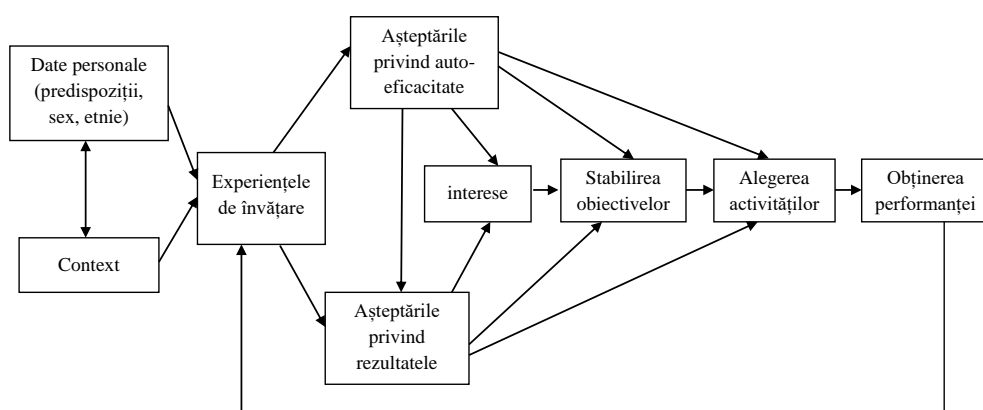 Date personale
(predispoziții,
sex, etnie)
Context
Experiențele
de învățare
Așteptările
privind auto-
eficacitate
interese
Așteptările
privind
rezultatele
Stabilirea
obiectivelor
Alegerea
activităților
Obținerea
performanței